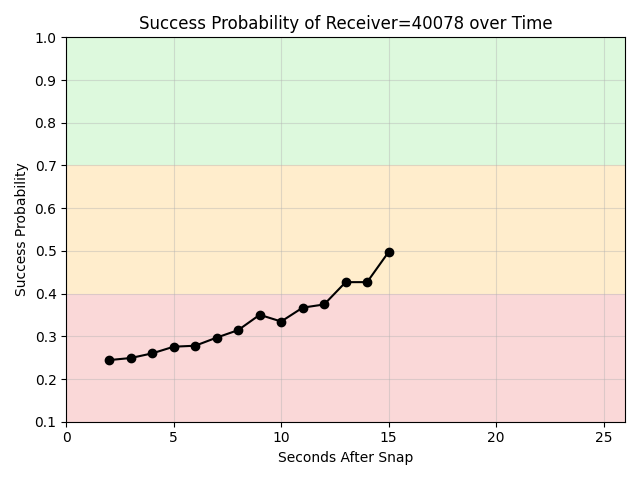 Success Probability of Receiver=40078 over Time
1.0
0.9
0.8
0.7
0.6
0.5
0.4
0.3
0.2
0.1
Success Probability
0 5 10 15 20 25
Seconds After Snap